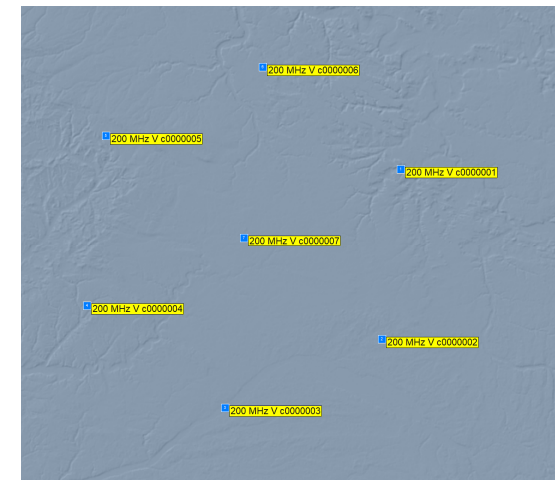 200 MHz V c0000006
200 MHz V c0000005
200 MHz V c0000001
200 MHz V c0000007
200 MHz V c0000004
200 MHz V c0000002
200 MHz V c0000003